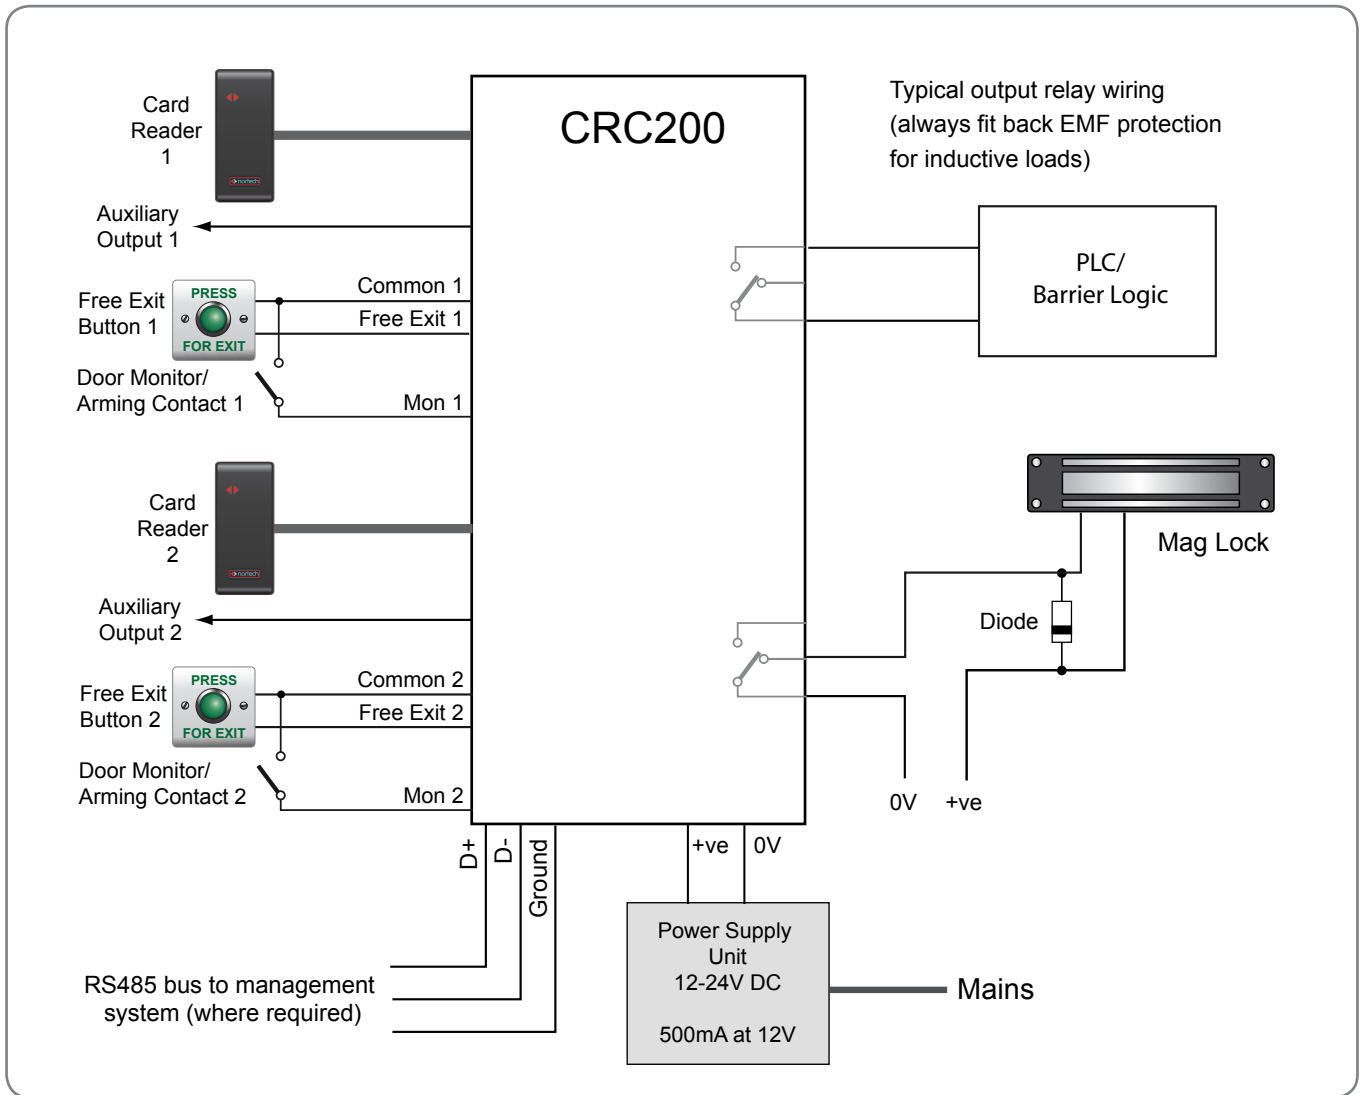 CRC200
Typical output relay wiring
(always fit back EMF protection
for inductive loads)
Card
Reader
1
nortech
Auxiliary
Output 1
Free Exit
Button 1
PRESS
FOR EXIT
Common 1
Free Exit 1
Door Monitor/
Arming Contact 1
Mon 1
PLC/
Barrier Logic
Card
Reader
2
nortech
Mag Lock
Auxiliary
Output 2
Diode
Free Exit
Button 2
PRESS
FOR EXIT
Common 2
Free Exit 2
Door Monitor/
Arming Contact 2
Mon 2
0V
+ve
D+
D-
Ground
+ve
0V
Power Supply
Unit
12-24V DC
500mA at 12V
Mains
RS485 bus to management
system (where required)